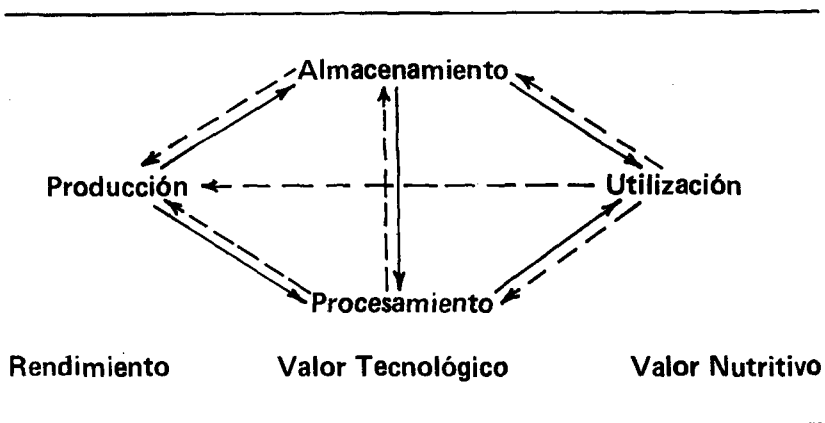 Almacenamiento
Producción Utilización
Procesamiento
Rendimiento Valor Tecnológico Valor Nutritivo